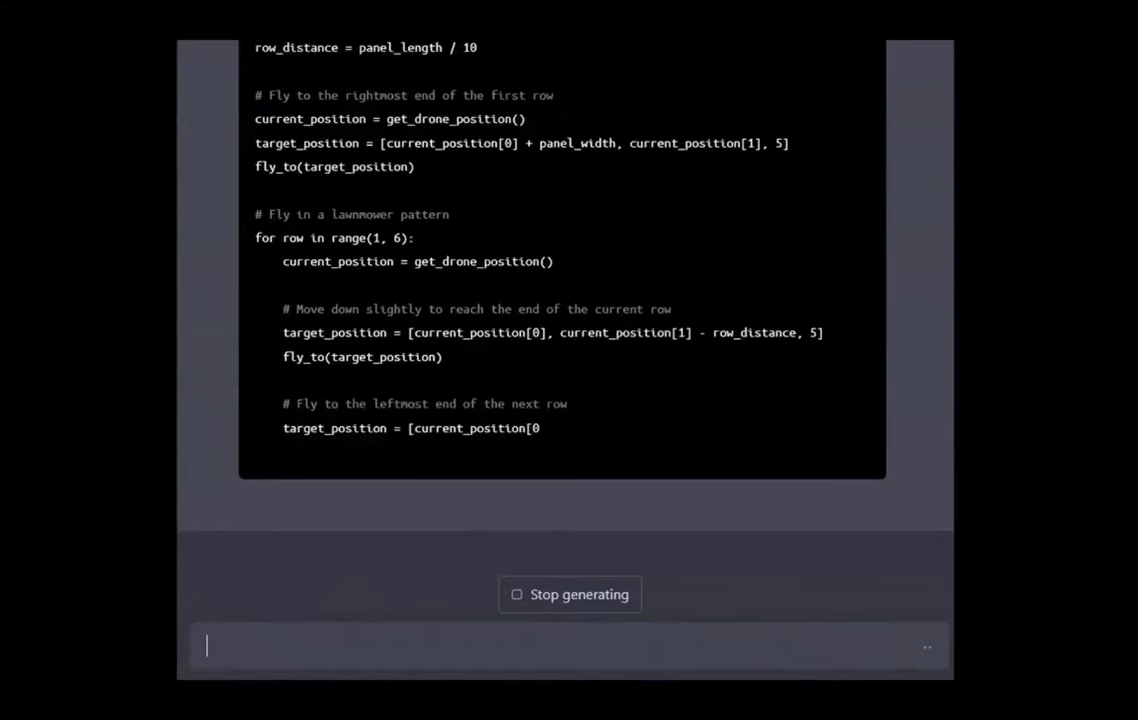 row_distance = panel_length / 10
# Fly to the rightmost end of the first row
current_position = get_drone_position()
target_position = [current_position[0] + panel_width, current_position[1], 5]
fly_to(target_position)
# Fly in a lawnmower pattern
for row in range(1, 6):
    current_position = get_drone_position()
    # Move down slightly to reach the end of the current row
    target_position = [current_position[0], current_position[1] - row_distance, 5]
    fly_to(target_position)
    # Fly to the leftmost end of the next row
    target_position = [current_position[0
Stop generating